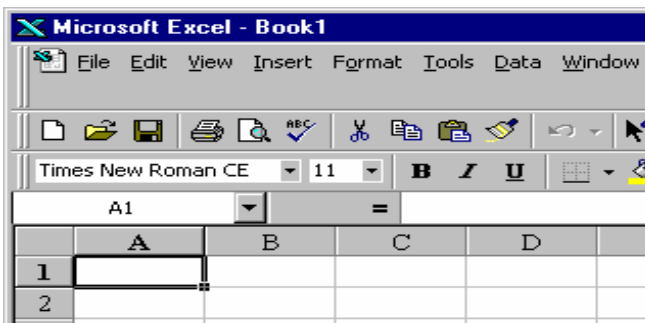 Microsoft Excel - Book1
File Edit View Insert Format Tools Data Window
ABC
Times New Roman CE 11 B I U
A1 =
A B C D
1
2